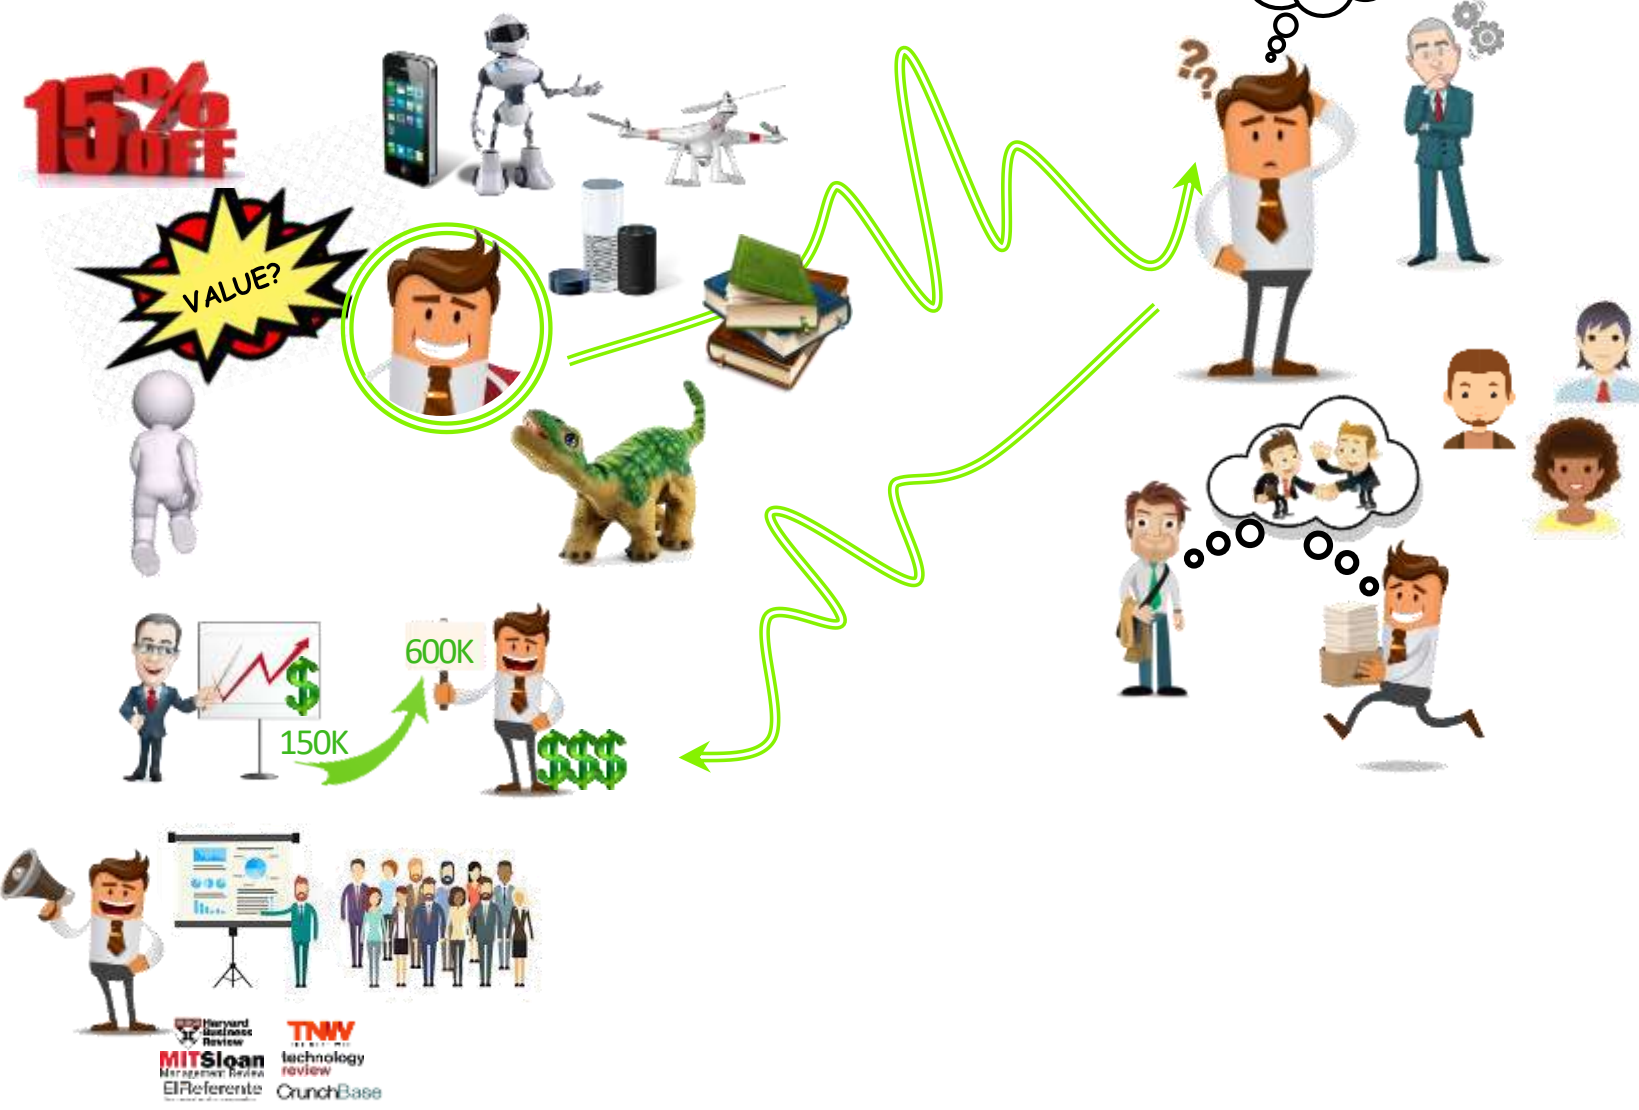 15%
OFF
??
VALUE?
600K
$
150K
$$$
Harvard
Business
Review
TNW
MITSloan
Management Review
technology
review
ElReferente
CrunchBase